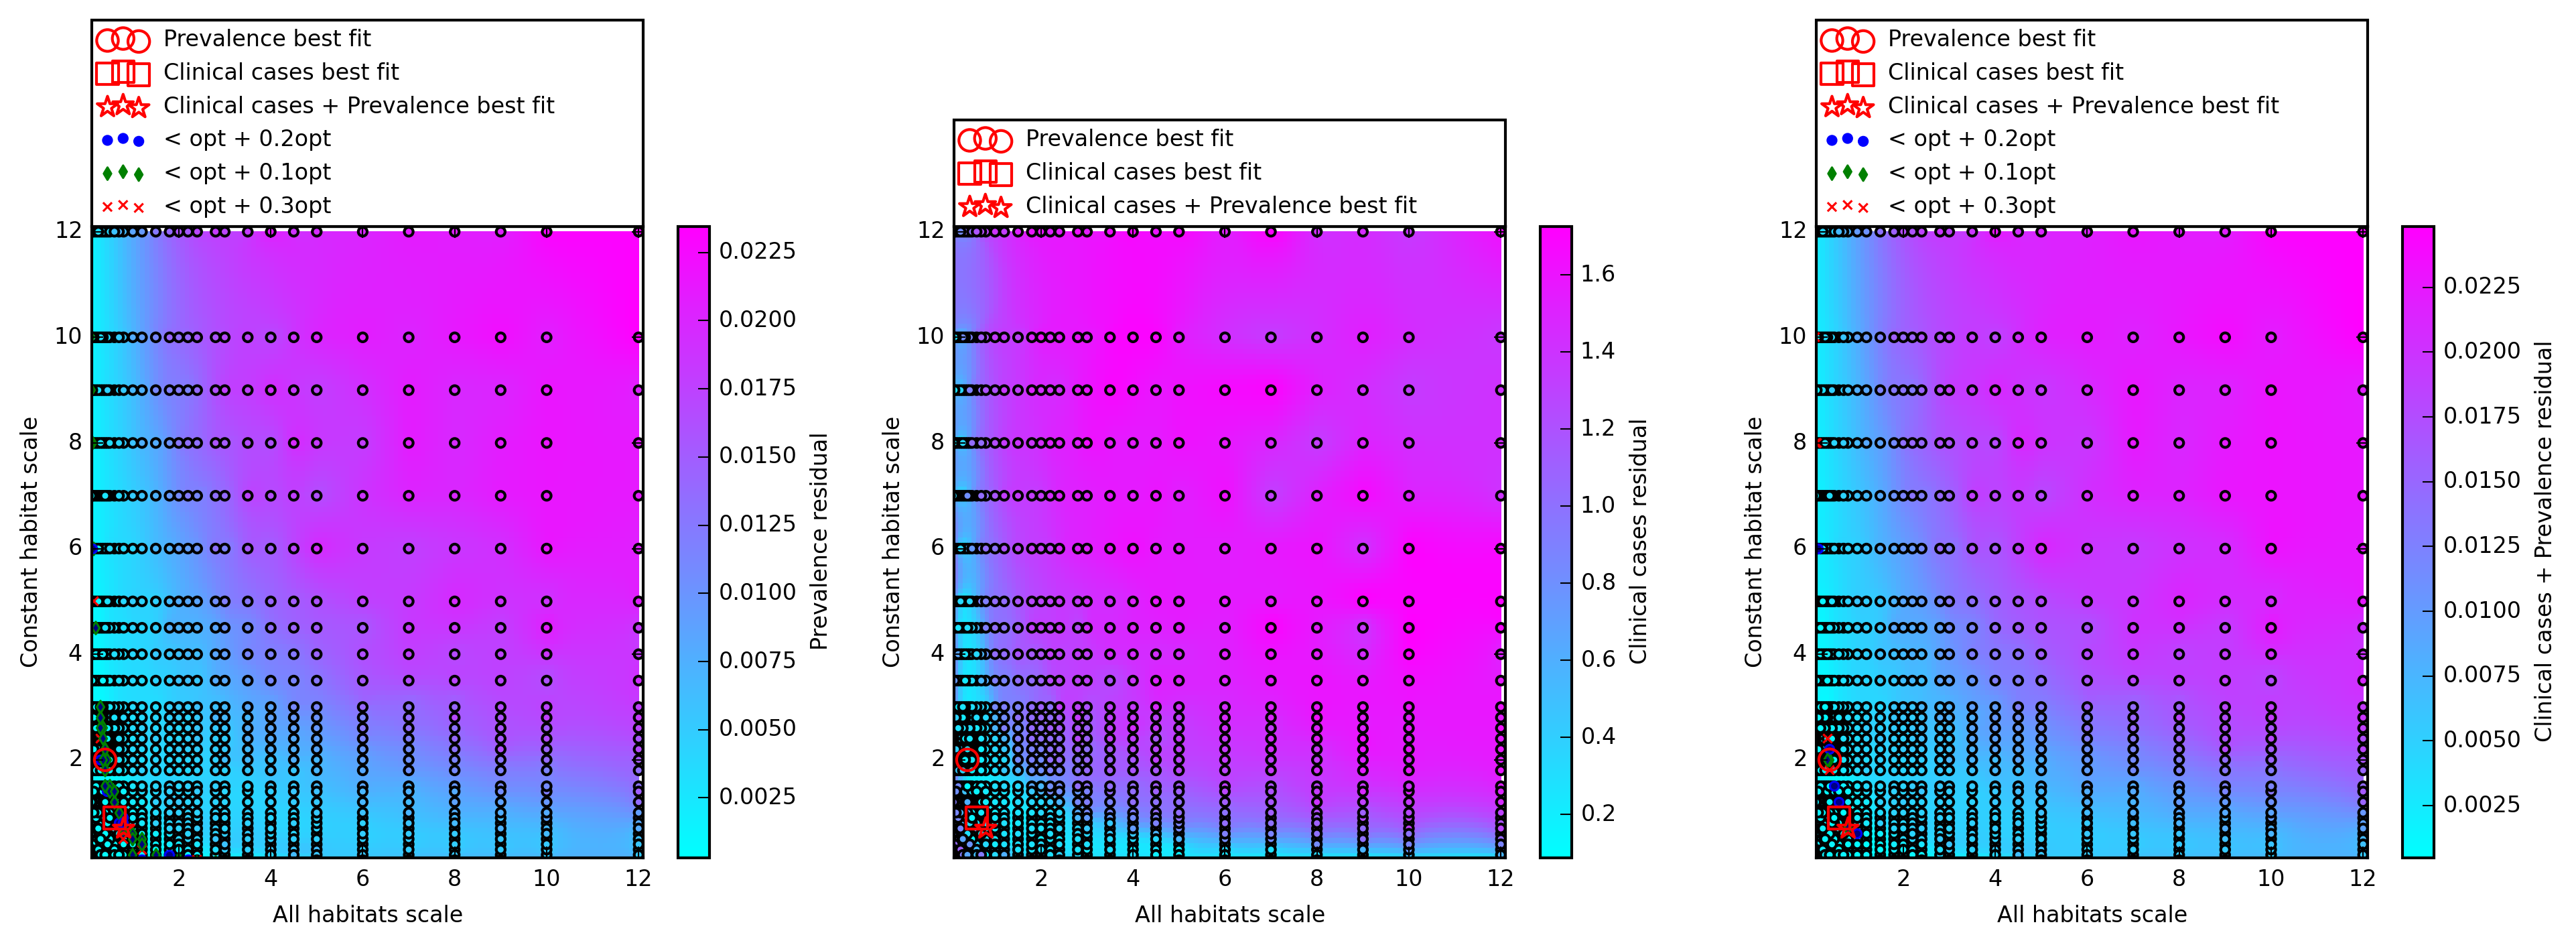 Prevalence best fit
Clinical cases best fit
Clinical cases + Prevalence best fit
< opt + 0.2opt
< opt + 0.1opt
< opt + 0.3opt
12
10
8
6
4
2
Constant habitat scale
2 4 6 8 10 12
All habitats scale
0.0225
0.0200
0.0175
0.0150
0.0125
0.0100
0.0075
0.0050
0.0025
Prevalence residual
Prevalence best fit
Clinical cases best fit
Clinical cases + Prevalence best fit
12
10
8
6
4
2
Constant habitat scale
2 4 6 8 10 12
All habitats scale
1.6
1.4
1.2
1.0
0.8
0.6
0.4
0.2
Clinical cases residual
Prevalence best fit
Clinical cases best fit
Clinical cases + Prevalence best fit
< opt + 0.2opt
< opt + 0.1opt
< opt + 0.3opt
12
10
8
6
4
2
Constant habitat scale
2 4 6 8 10 12
All habitats scale
0.0225
0.0200
0.0175
0.0150
0.0125
0.0100
0.0075
0.0050
0.0025
Clinical cases + Prevalence residual